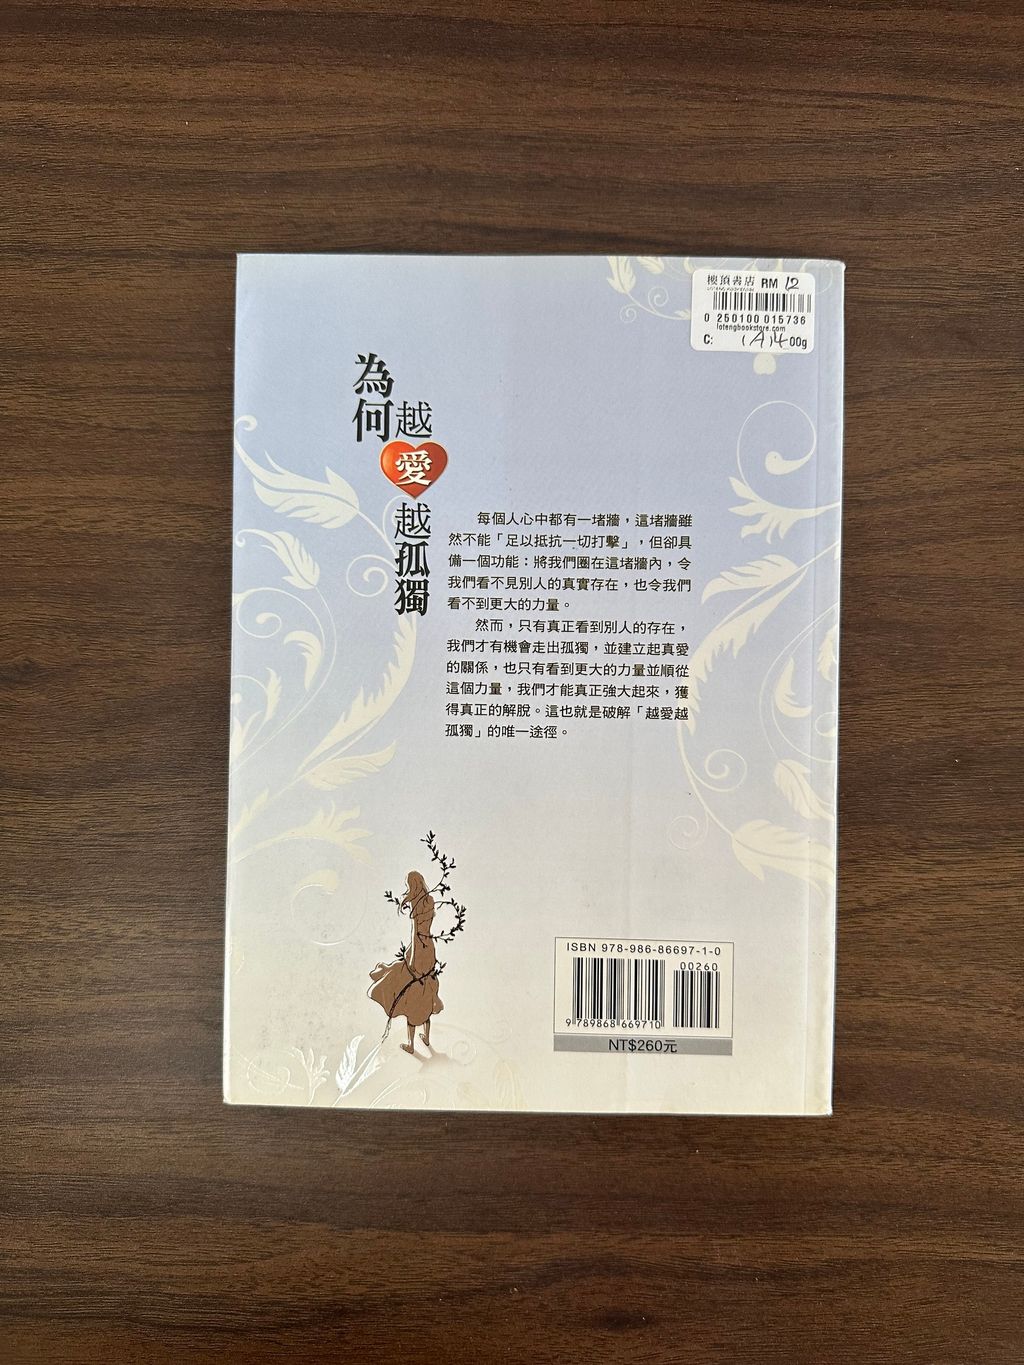 樓頂書店 RM 12
0 250100 015736
lotengbookstore.com
C: (A)4 00g
為何越愛越孤獨
每個人心中都有一堵牆，這堵牆雖
然不能「足以抵抗一切打擊」，但卻具
備一個功能：將我們圈在這堵牆內，令
我們看不見別人的真實存在，也令我們
看不到更大的力量。
然而，只有真正看到別人的存在，
我們才有機會走出孤獨，並建立起真愛
的關係，也只有看到更大的力量並順從
這個力量，我們才能真正強大起來，獲
得真正的解脫。這也就是破解「越愛越
孤獨」的唯一途徑。
ISBN 978-986-86697-1-0
00260
9 789868 669710
NT$260元